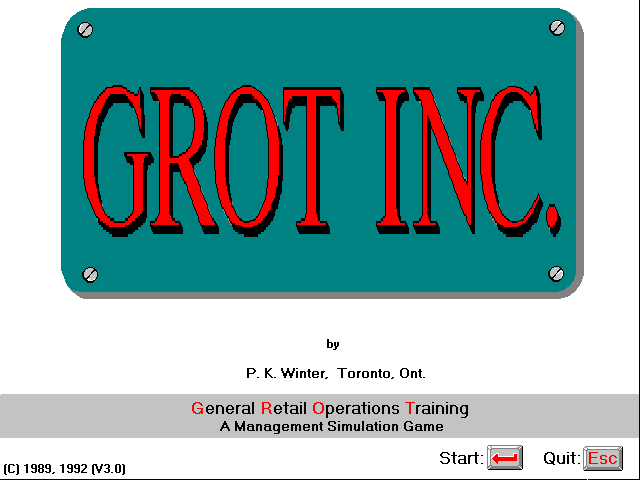 GROT INC.
by
P. K. Winter, Toronto, Ont.
General Retail Operations Training
A Management Simulation Game
Start: Quit: Esc
(C) 1989, 1992 (V3.0)